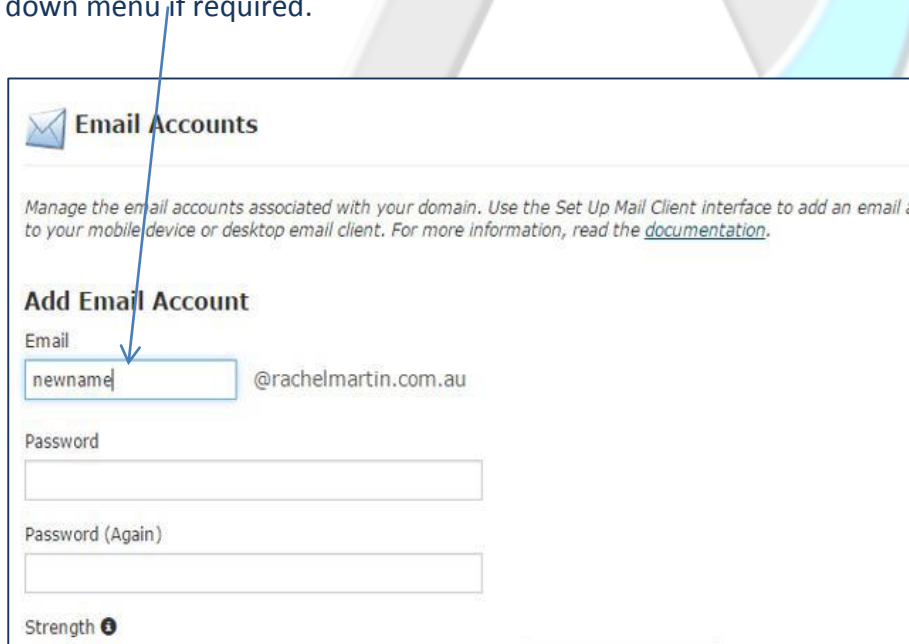 down menu if required.
Email Accounts
Manage the email accounts associated with your domain. Use the Set Up Mail Client interface to add an email
to your mobile device or desktop email client. For more information, read the documentation.
Add Email Account
Email
newname
@rachelmartin.com.au
Password
Password (Again)
Strength